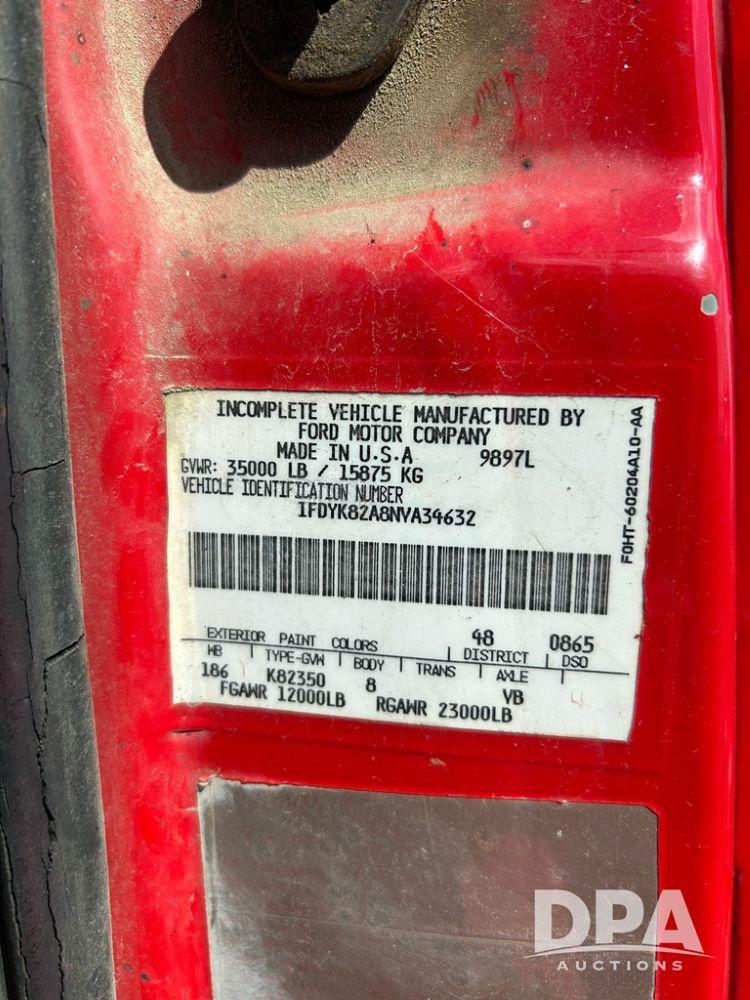 INCOMPLETE VEHICLE MANUFACTURED BY
FORD MOTOR COMPANY
MADE IN U.S.A 9897L
GVWR: 35000 LB / 15875 KG
VEHICLE IDENTIFICATION NUMBER
1FDYK82A8NVA34632
F0HT-60204A10-AA
48 0865
EXTERIOR PAINT COLORS DISTRICT DSO
WB TYPE-GVW BODY TRANS AXLE
186 K82350 8 VB
FGAWR 12000LB RGAWR 23000LB
DPA
AUCTIONS